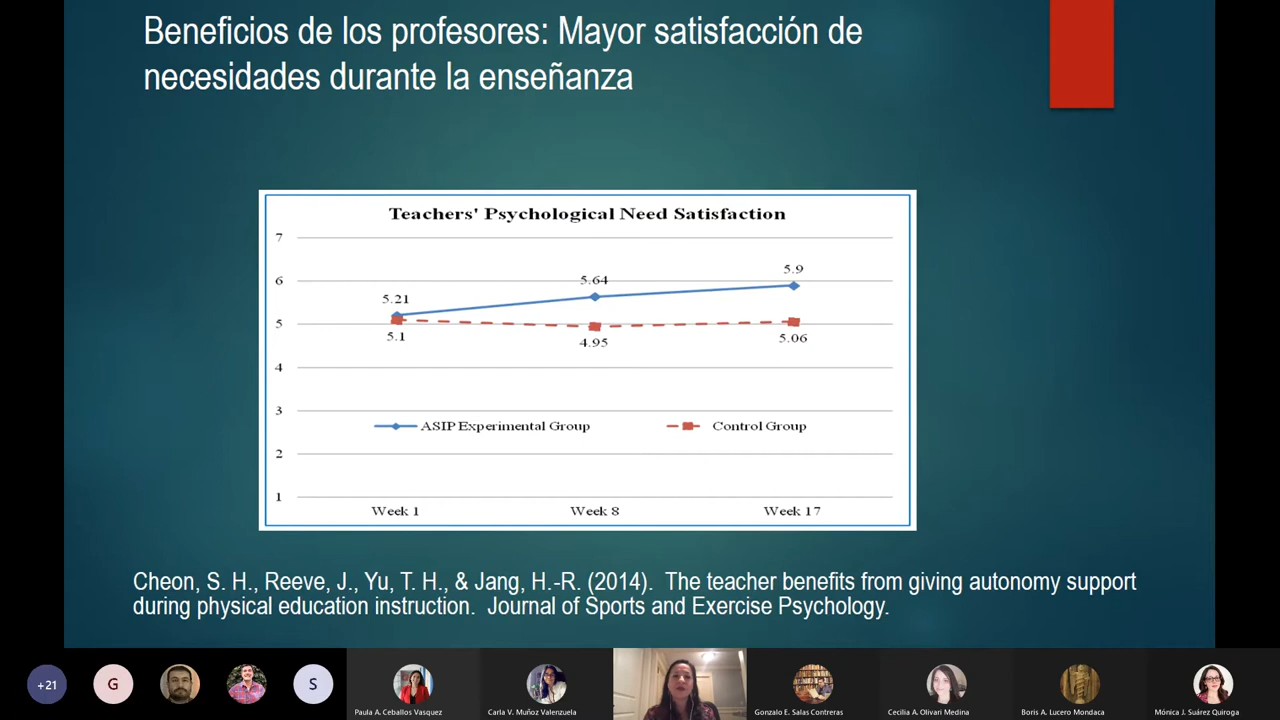 Beneficios de los profesores: Mayor satisfacción de
necesidades durante la enseñanza
Teachers' Psychological Need Satisfaction
7
6
5
4
3
2
1
5.21
5.64
5.9
5.1
4.95
5.06
ASIP Experimental Group
Control Group
Week 1
Week 8
Week 17
Cheon, S. H., Reeve, J., Yu, T. H., & Jang, H.-R. (2014).  The teacher benefits from giving autonomy support
during physical education instruction.  Journal of Sports and Exercise Psychology.
+21
G
S
Paula A. Ceballos Vasquez
Carla V. Muñoz Valenzuela
Gonzalo E. Salas Contreras
Cecilia A. Olivari Medina
Boris A. Lucero Mondaca
Mónica J. Suárez Quiroga